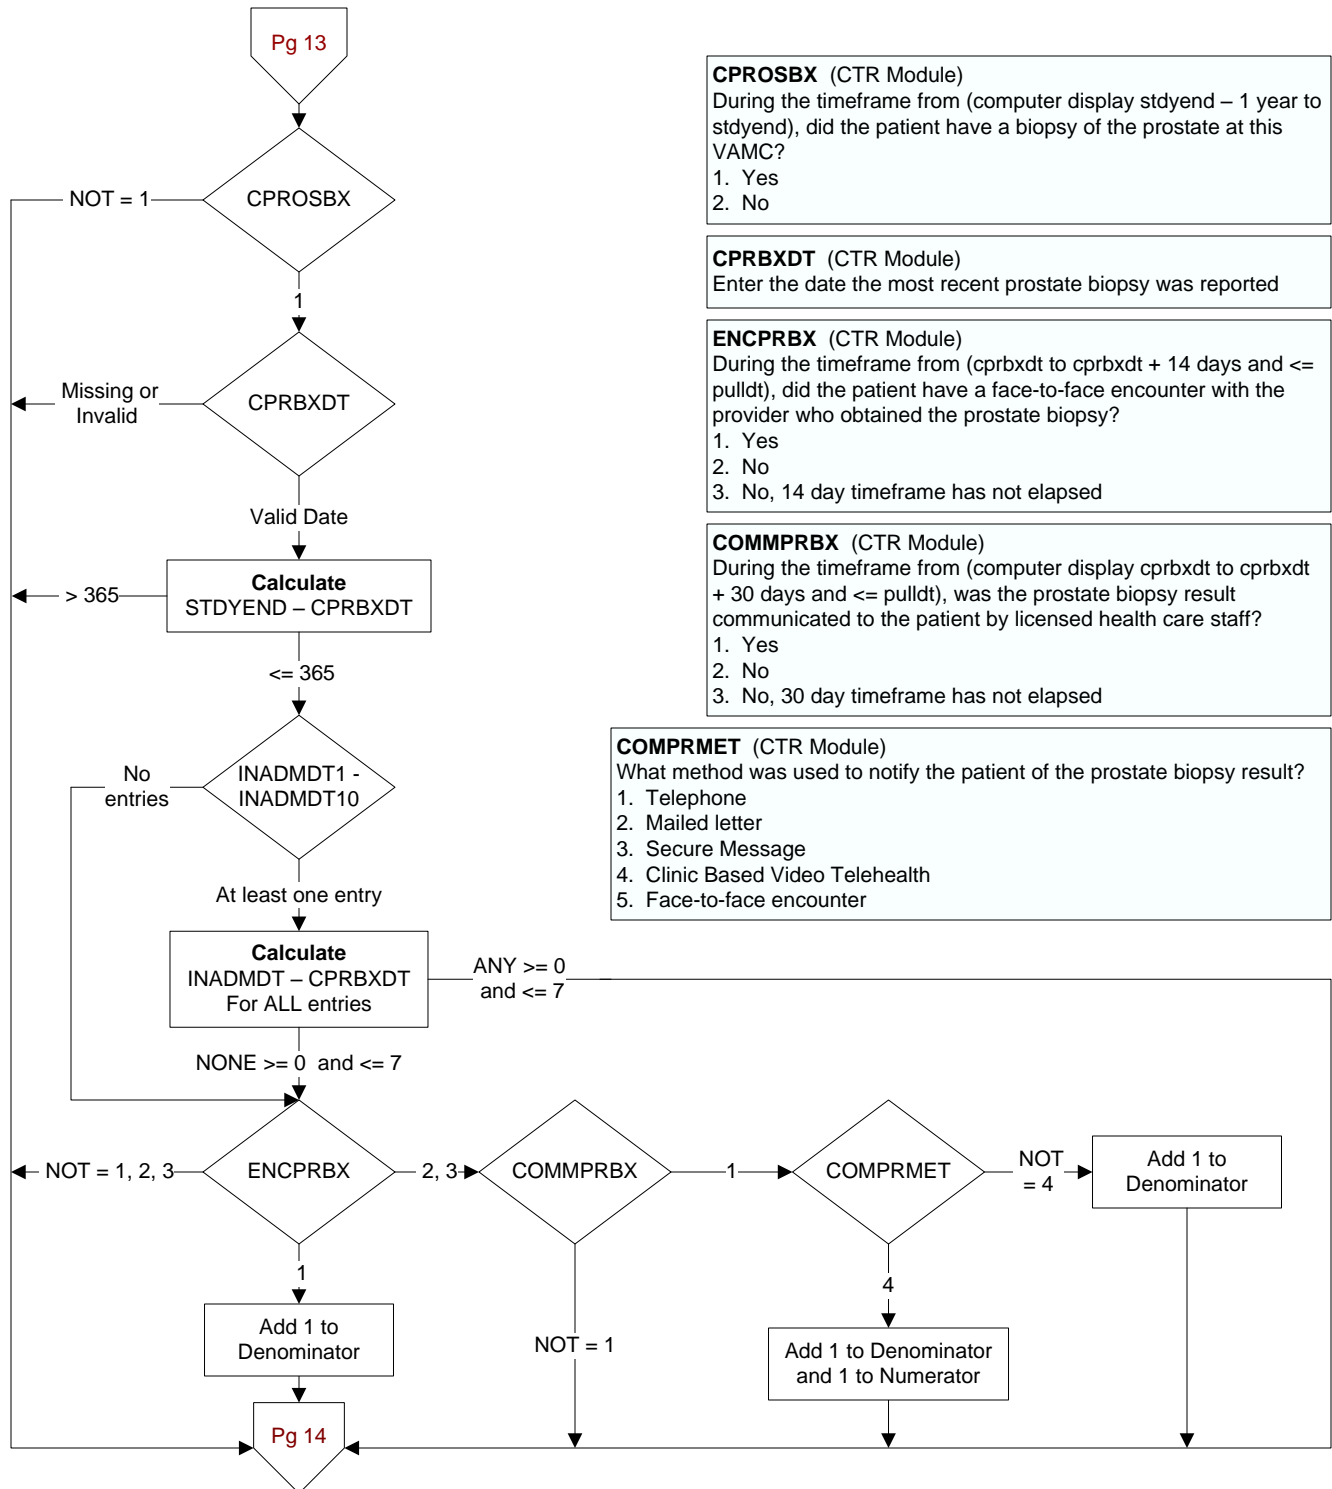 Pg 13
CPROSBX (CTR Module)
During the timeframe from (computer display stdyend – 1 year to
stdyend), did the patient have a biopsy of the prostate at this
VAMC?
1. Yes
2. No
NOT = 1
CPROSBX
1
CPRBXDT (CTR Module)
Enter the date the most recent prostate biopsy was reported
ENCPRBX (CTR Module)
During the timeframe from (cprbxdt to cprbxdt + 14 days and <=
pulldt), did the patient have a face-to-face encounter with the
provider who obtained the prostate biopsy?
1. Yes
2. No
3. No, 14 day timeframe has not elapsed
Missing or
Invalid
CPRBXDT
Valid Date
COMMPRBX (CTR Module)
During the timeframe from (computer display cprbxdt to cprbxdt
+ 30 days and <= pulldt), was the prostate biopsy result
communicated to the patient by licensed health care staff?
1. Yes
2. No
3. No, 30 day timeframe has not elapsed
> 365
Calculate
STDYEND – CPRBXDT
<= 365
COMPRMET (CTR Module)
What method was used to notify the patient of the prostate biopsy result?
1. Telephone
2. Mailed letter
3. Secure Message
4. Clinic Based Video Telehealth
5. Face-to-face encounter
No
entries
INADMDT1 -
INADMDT10
At least one entry
Calculate
INADMDT – CPRBXDT
For ALL entries
ANY >= 0
and <= 7
NONE >= 0 and <= 7
NOT = 1, 2, 3
ENCPRBX
2, 3
COMMPRBX
1
COMPRMET
NOT
= 4
Add 1 to
Denominator
1
4
Add 1 to
Denominator
NOT = 1
Add 1 to Denominator
and 1 to Numerator
Pg 14